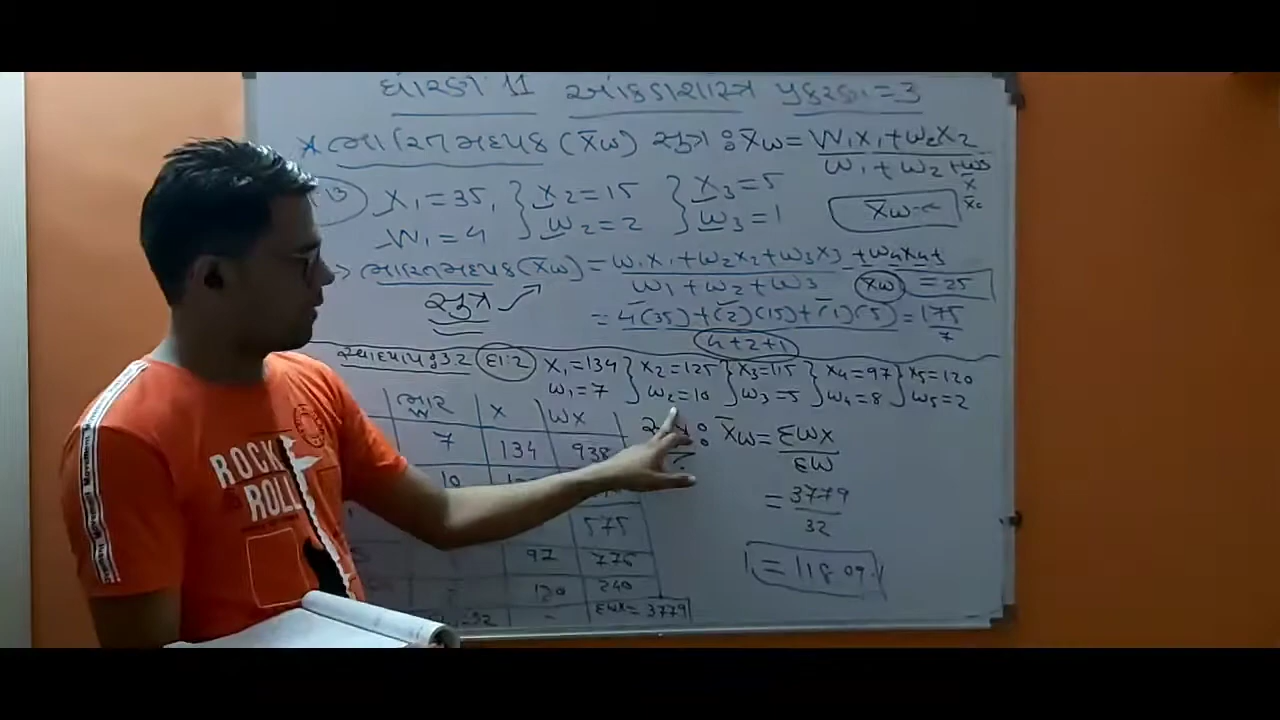 ધોરણ 11 આંકડાશાસ્ત્ર પ્રકરણ = 3
x ભારિત મધ્યક (x̄w) સુત્ર : x̄w = W1x1 + w2x2
w1 + w2 + w3
x1 = 35, } x2 = 15 } x3 = 5
W1 = 4 } w2 = 2 } w3 = 1
x̄w
→ ભારિત મધ્યક (x̄w) = w1x1 + w2x2 + w3x3 + w4x4 +
w1 + w2 + w3
સુત્ર
x̄w = 25
= 4(35) + (2)(15) + (1)(5) = 175
4+2+1 7
સ્વાધ્યાય 3.2 દા:2 x1 = 134 } x2 = 125 } x3 = 115 } x4 = 97 } x5 = 120
w1 = 7 } w2 = 10 } w3 = 5 } w4 = 8 } w5 = 2
ભાર w x wx
7 134 938
10
575
97 776
120 240
32 - Σwx = 3779
x̄w = Σwx
Σw
= 3779
32
= 118.09
ROCK
ROLL